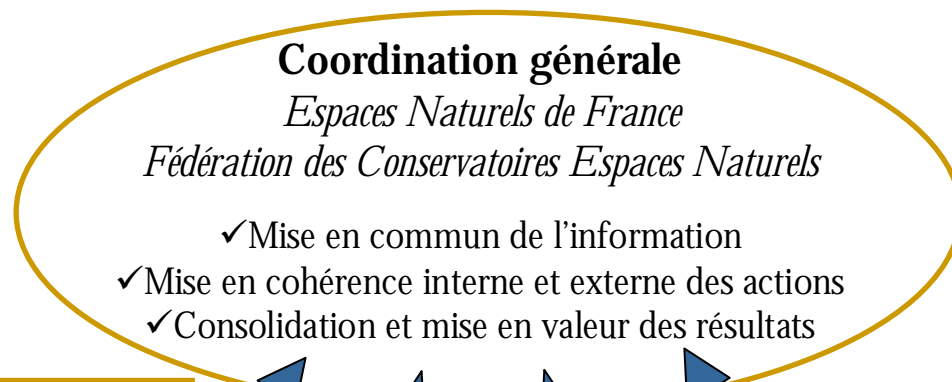 Coordination générale
Espaces Naturels de France
Fédération des Conservatoires Espaces Naturels
✓Mise en commun de l'information
✓Mise en cohérence interne et externe des actions
✓Consolidation et mise en valeur des résultats